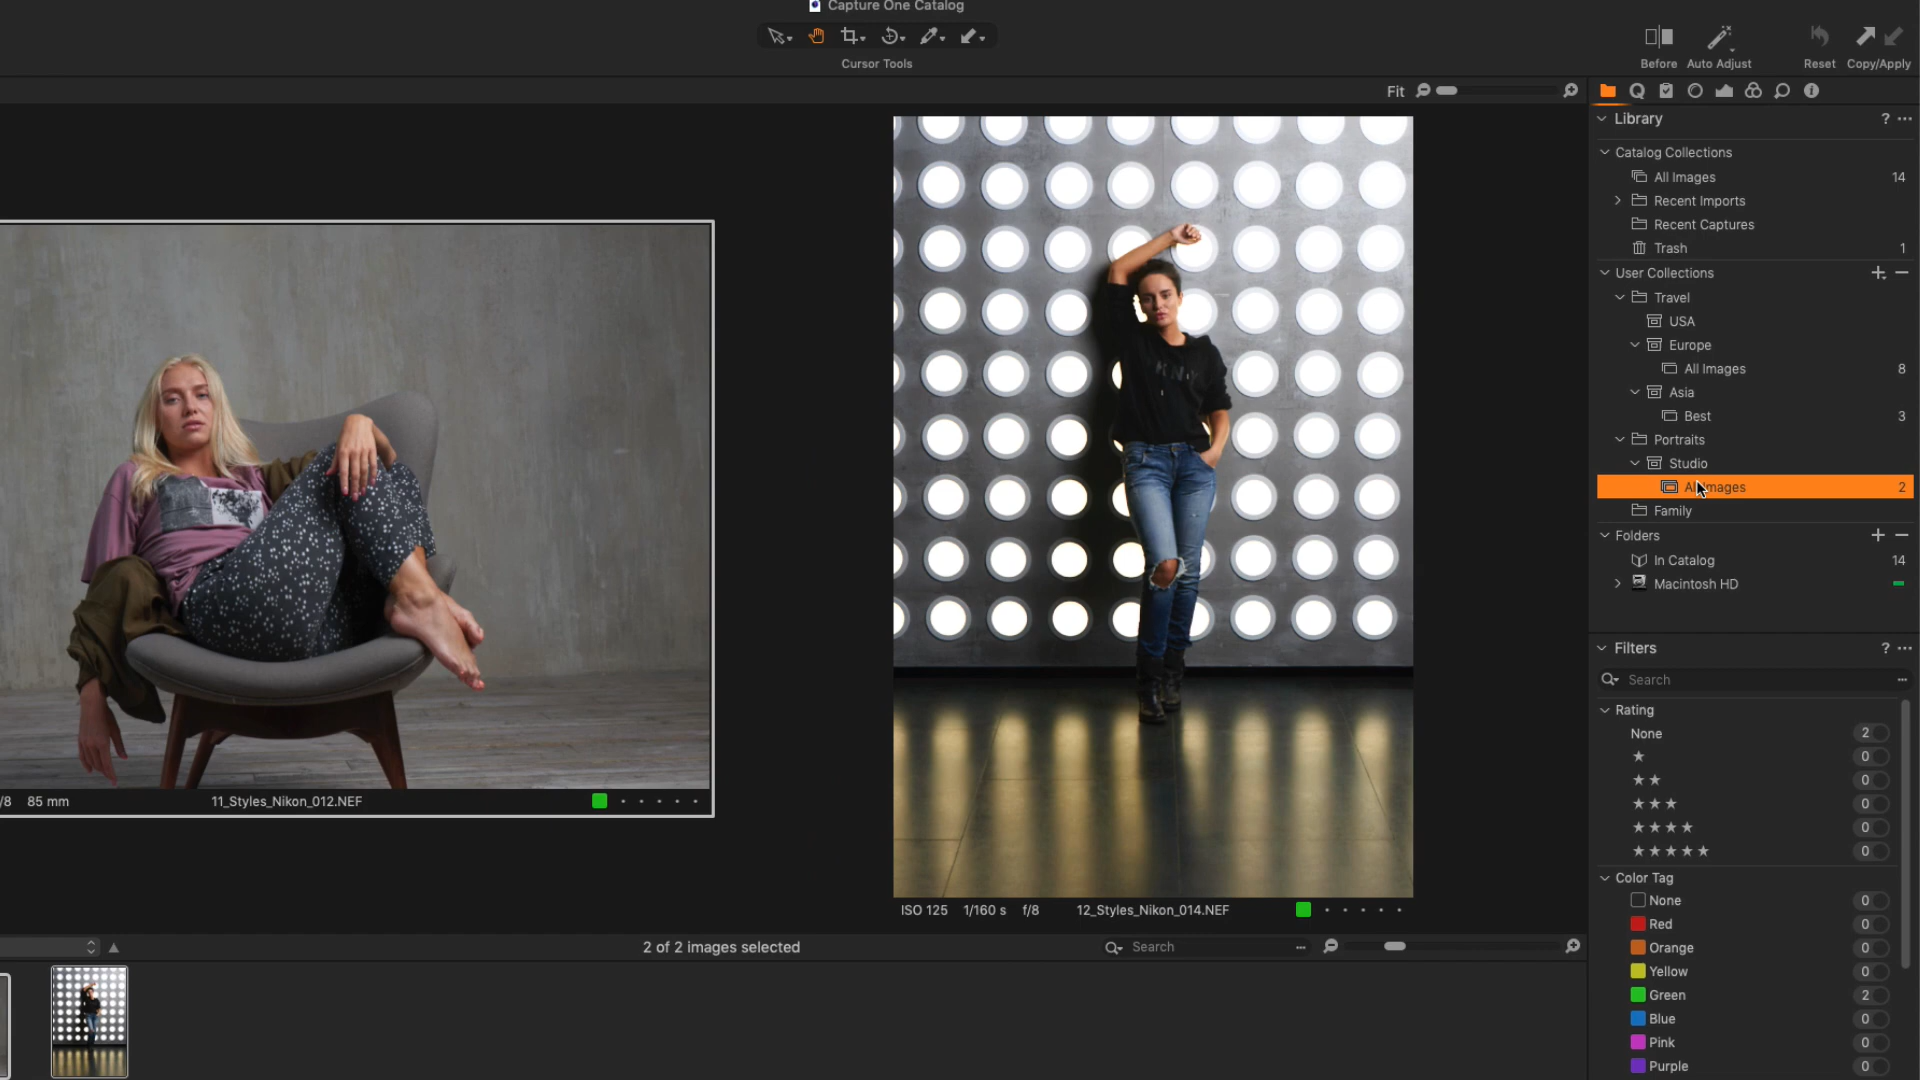 Capture One Catalog
Cursor Tools
Before
Auto Adjust
Reset
Copy/Apply
Fit
Library
?
Catalog Collections
All Images 14
Recent Imports
Recent Captures
Trash 1
User Collections
Travel
USA
Europe
All Images 8
Asia
Best 3
Portraits
Studio
All Images 2
Family
Folders
In Catalog 14
Macintosh HD
Filters
?
Search
Rating
None 2
0
0
0
0
0
Color Tag
None 0
Red 0
Orange 0
Yellow 0
Green 2
Blue 0
Pink 0
Purple 0
/8 85 mm 11_Styles_Nikon_012.NEF
ISO 125 1/160 s f/8 12_Styles_Nikon_014.NEF
2 of 2 images selected
Search